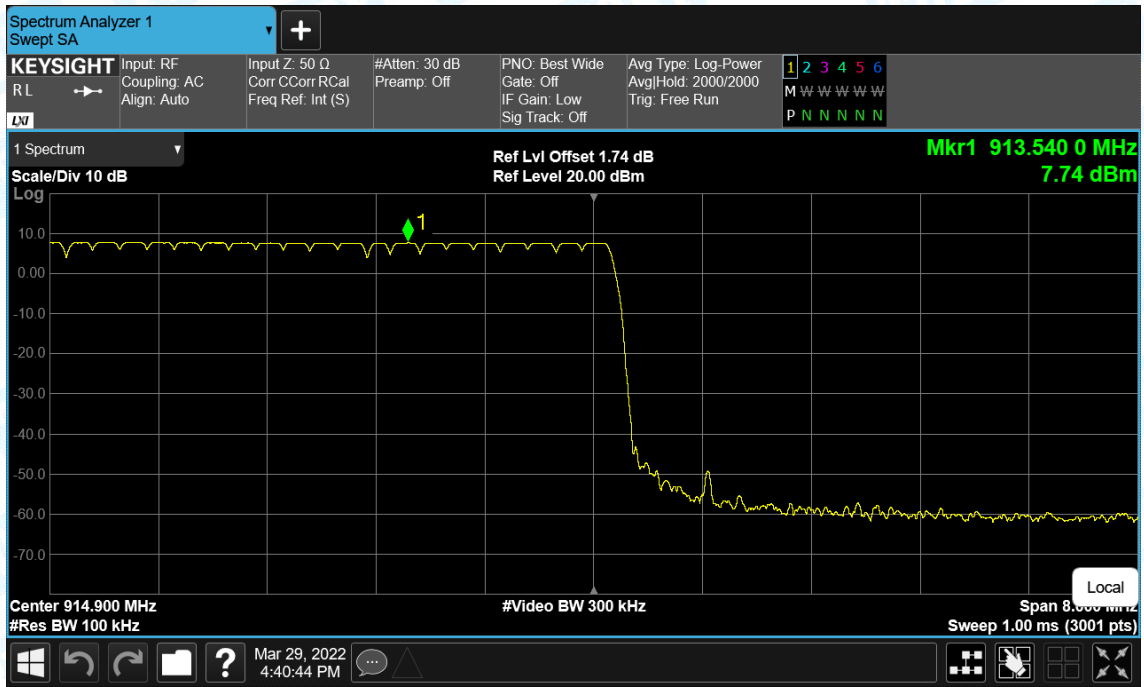 Spectrum Analyzer 1
Swept SA
+
KEYSIGHT
R L
LXI
Input: RF
Coupling: AC
Align: Auto
Input Z: 50 Ω
Corr CCorr RCal
Freq Ref: Int (S)
#Atten: 30 dB
Preamp: Off
PNO: Best Wide
Gate: Off
IF Gain: Low
Sig Track: Off
Avg Type: Log-Power
Avg|Hold: 2000/2000
Trig: Free Run
1 2 3 4 5 6
M W W W W W
P N N N N N
1 Spectrum
Scale/Div 10 dB
Log
Ref Lvl Offset 1.74 dB
Ref Level 20.00 dBm
Mkr1 913.540 0 MHz
7.74 dBm
1
10.0
0.00
-10.0
-20.0
-30.0
-40.0
-50.0
-60.0
-70.0
Local
Center 914.900 MHz
#Video BW 300 kHz
Span 8.000 MHz
#Res BW 100 kHz
Sweep 1.00 ms (3001 pts)
?
Mar 29, 2022
4:40:44 PM